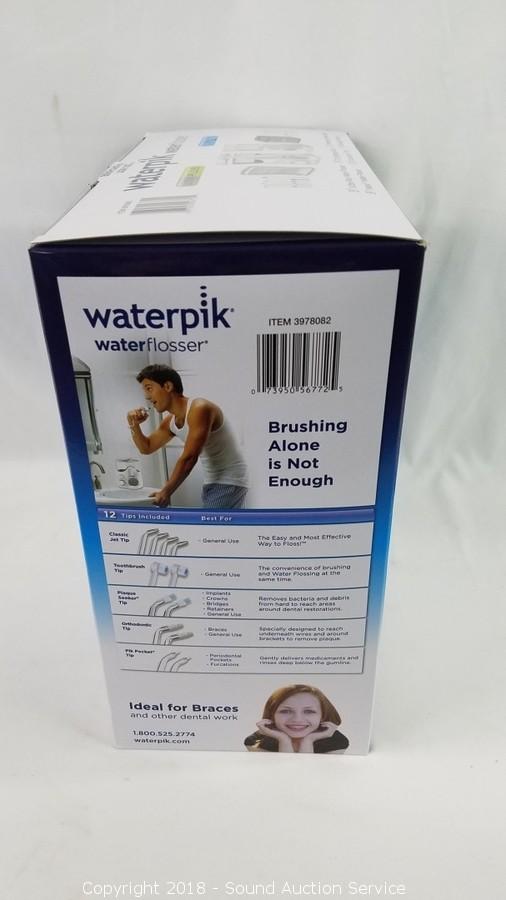 waterpik
waterpik®
waterflosser®
ITEM 3978082
0 73950 56772 5
Brushing
Alone
is Not
Enough
12 Tips Included Best For
Classic
Jet Tip
- General Use
The Easy and Most Effective
Way to Floss!™
Toothbrush
Tip
- General Use
The convenience of brushing
and Water Flossing at the
same time.
Plaque
Seeker®
Tip
- Implants
- Crowns
- Bridges
- Retainers
- General Use
Removes bacteria and debris
from hard to reach areas
around dental restorations.
Orthodontic
Tip
- Braces
- General Use
Specially designed to reach
underneath wires and around
brackets to remove plaque.
Pik Pocket®
Tip
- Periodontal
Pockets
- Furcations
Gently delivers medicaments and
rinses deep below the gumline.
Ideal for Braces
and other dental work
1.800.525.2774
waterpik.com
Copyright 2018 - Sound Auction Service